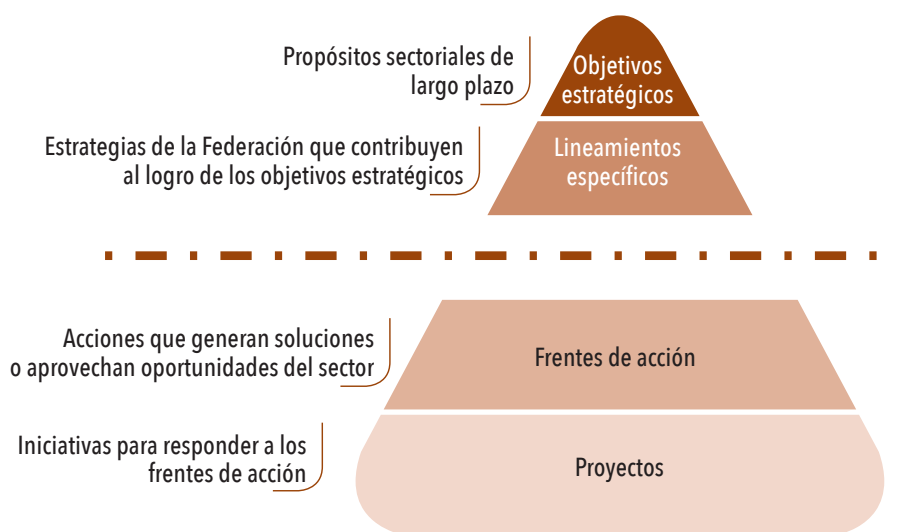 Propósitos sectoriales de
largo plazo
Objetivos
estratégicos
Estrategias de la Federación que contribuyen
al logro de los objetivos estratégicos
Lineamientos
específicos
Acciones que generan soluciones
o aprovechan oportunidades del sector
Frentes de acción
Iniciativas para responder a los
frentes de acción
Proyectos